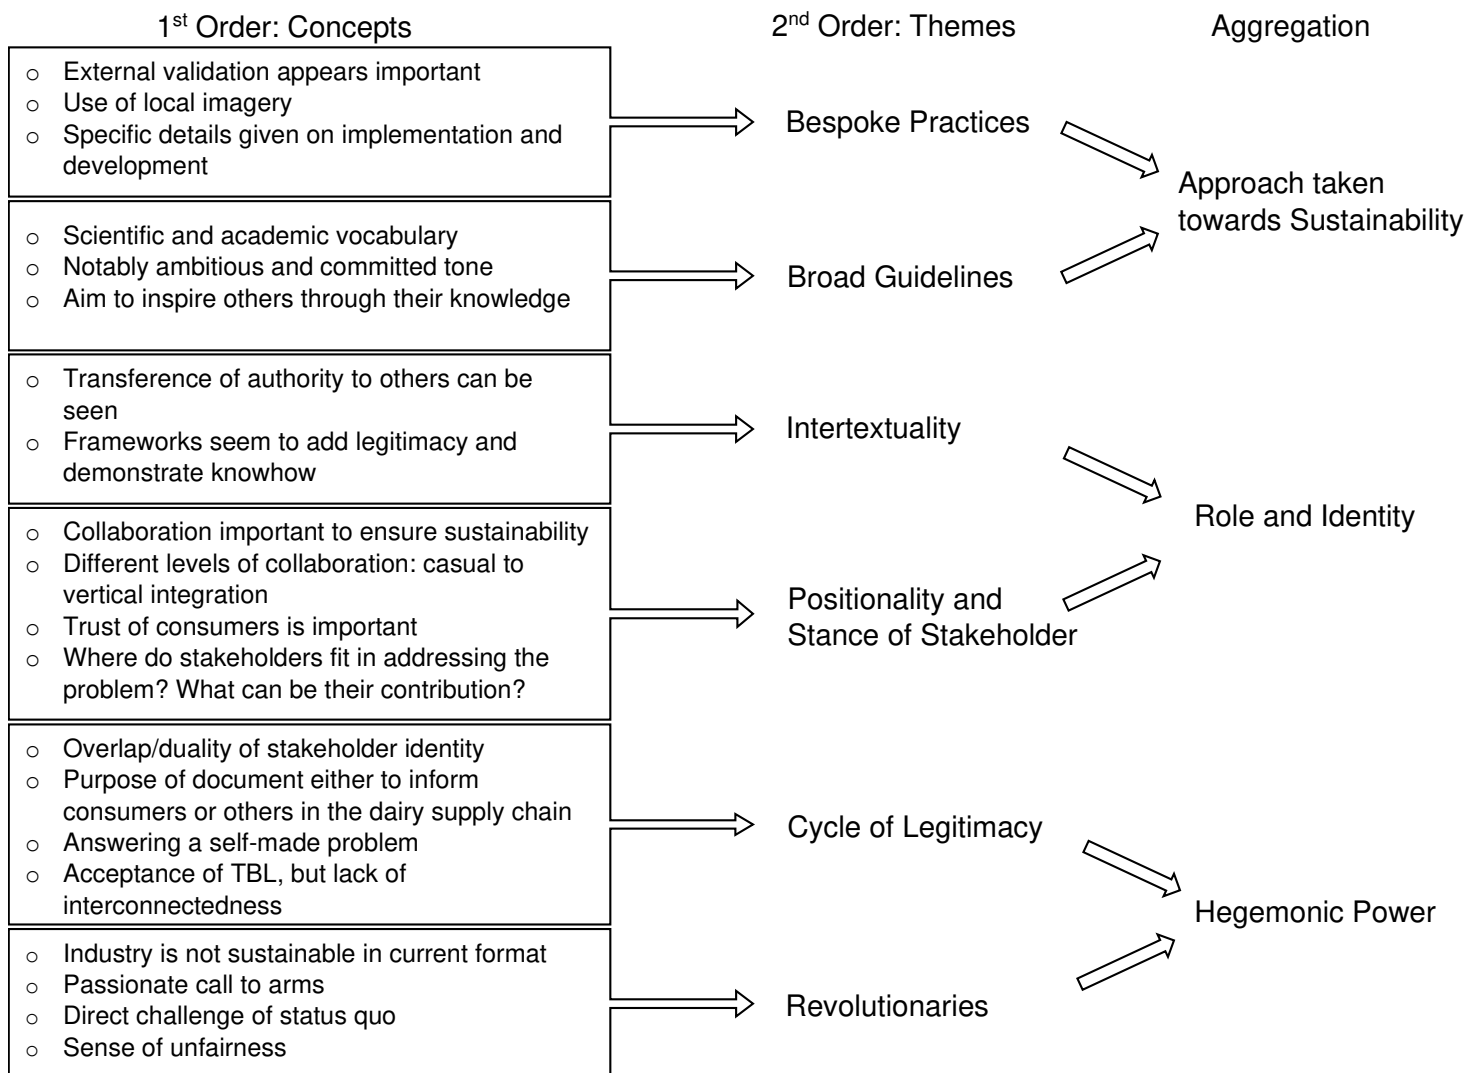 1st Order: Concepts
2nd Order: Themes
Aggregation
o External validation appears important
o Use of local imagery
o Specific details given on implementation and
development
Bespoke Practices
o Scientific and academic vocabulary
o Notably ambitious and committed tone
o Aim to inspire others through their knowledge
Broad Guidelines
Approach taken
towards Sustainability
o Transference of authority to others can be
seen
o Frameworks seem to add legitimacy and
demonstrate knowhow
Intertextuality
o Collaboration important to ensure sustainability
o Different levels of collaboration: casual to
vertical integration
o Trust of consumers is important
o Where do stakeholders fit in addressing the
problem? What can be their contribution?
Positionality and
Stance of Stakeholder
Role and Identity
o Overlap/duality of stakeholder identity
o Purpose of document either to inform
consumers or others in the dairy supply chain
o Answering a self-made problem
o Acceptance of TBL, but lack of
interconnectedness
Cycle of Legitimacy
o Industry is not sustainable in current format
o Passionate call to arms
o Direct challenge of status quo
o Sense of unfairness
Revolutionaries
Hegemonic Power